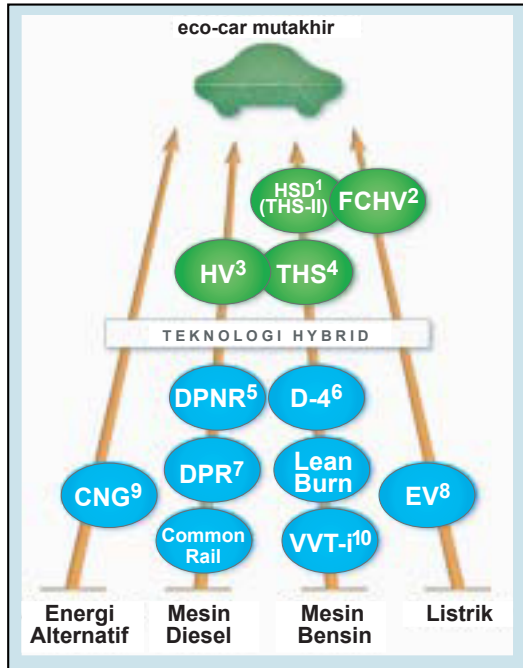 eco-car mutakhir
HSD¹
(THS-II)
FCHV²
HV³
THS⁴
TEKNOLOGI HYBRID
DPNR⁵
D-4⁶
DPR⁷
Lean
Burn
CNG⁹
EV⁸
Common
Rail
VVT-i¹⁰
Energi
Alternatif
Mesin
Diesel
Mesin
Bensin
Listrik